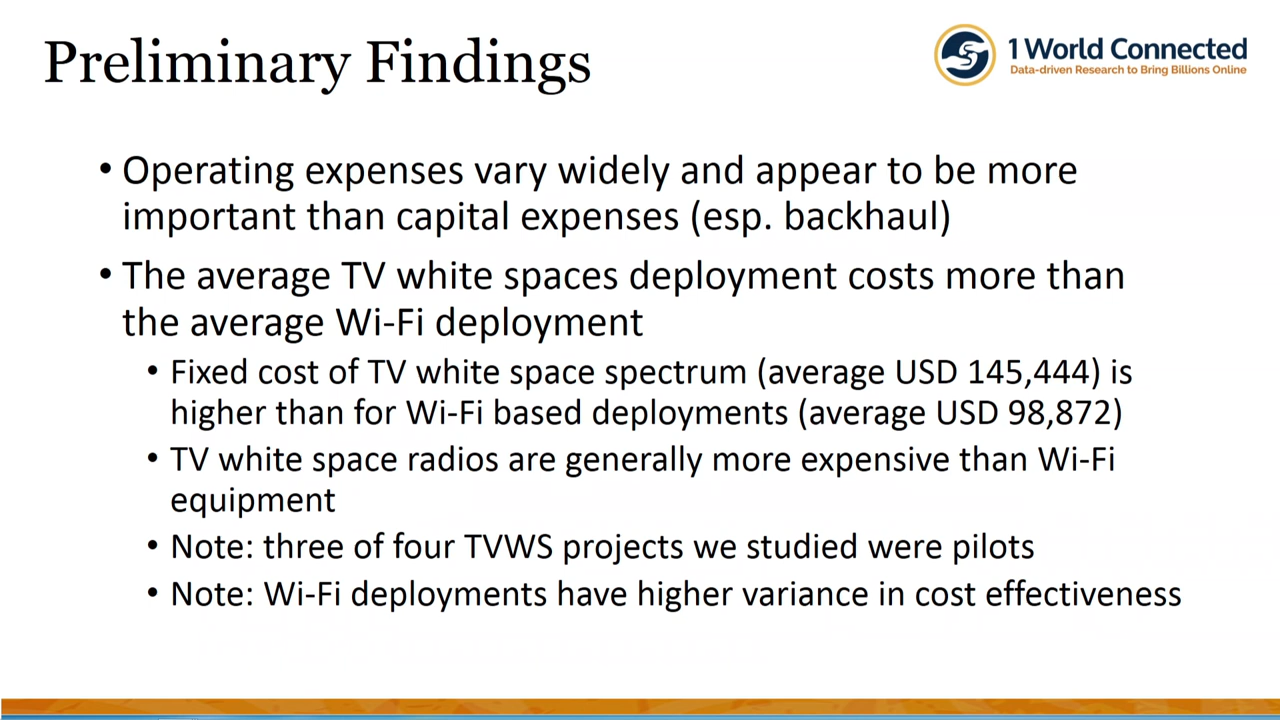 Preliminary Findings
1 World Connected
Data-driven Research to Bring Billions Online
• Operating expenses vary widely and appear to be more
important than capital expenses (esp. backhaul)
• The average TV white spaces deployment costs more than
the average Wi-Fi deployment
• Fixed cost of TV white space spectrum (average USD 145,444) is
higher than for Wi-Fi based deployments (average USD 98,872)
• TV white space radios are generally more expensive than Wi-Fi
equipment
• Note: three of four TVWS projects we studied were pilots
• Note: Wi-Fi deployments have higher variance in cost effectiveness